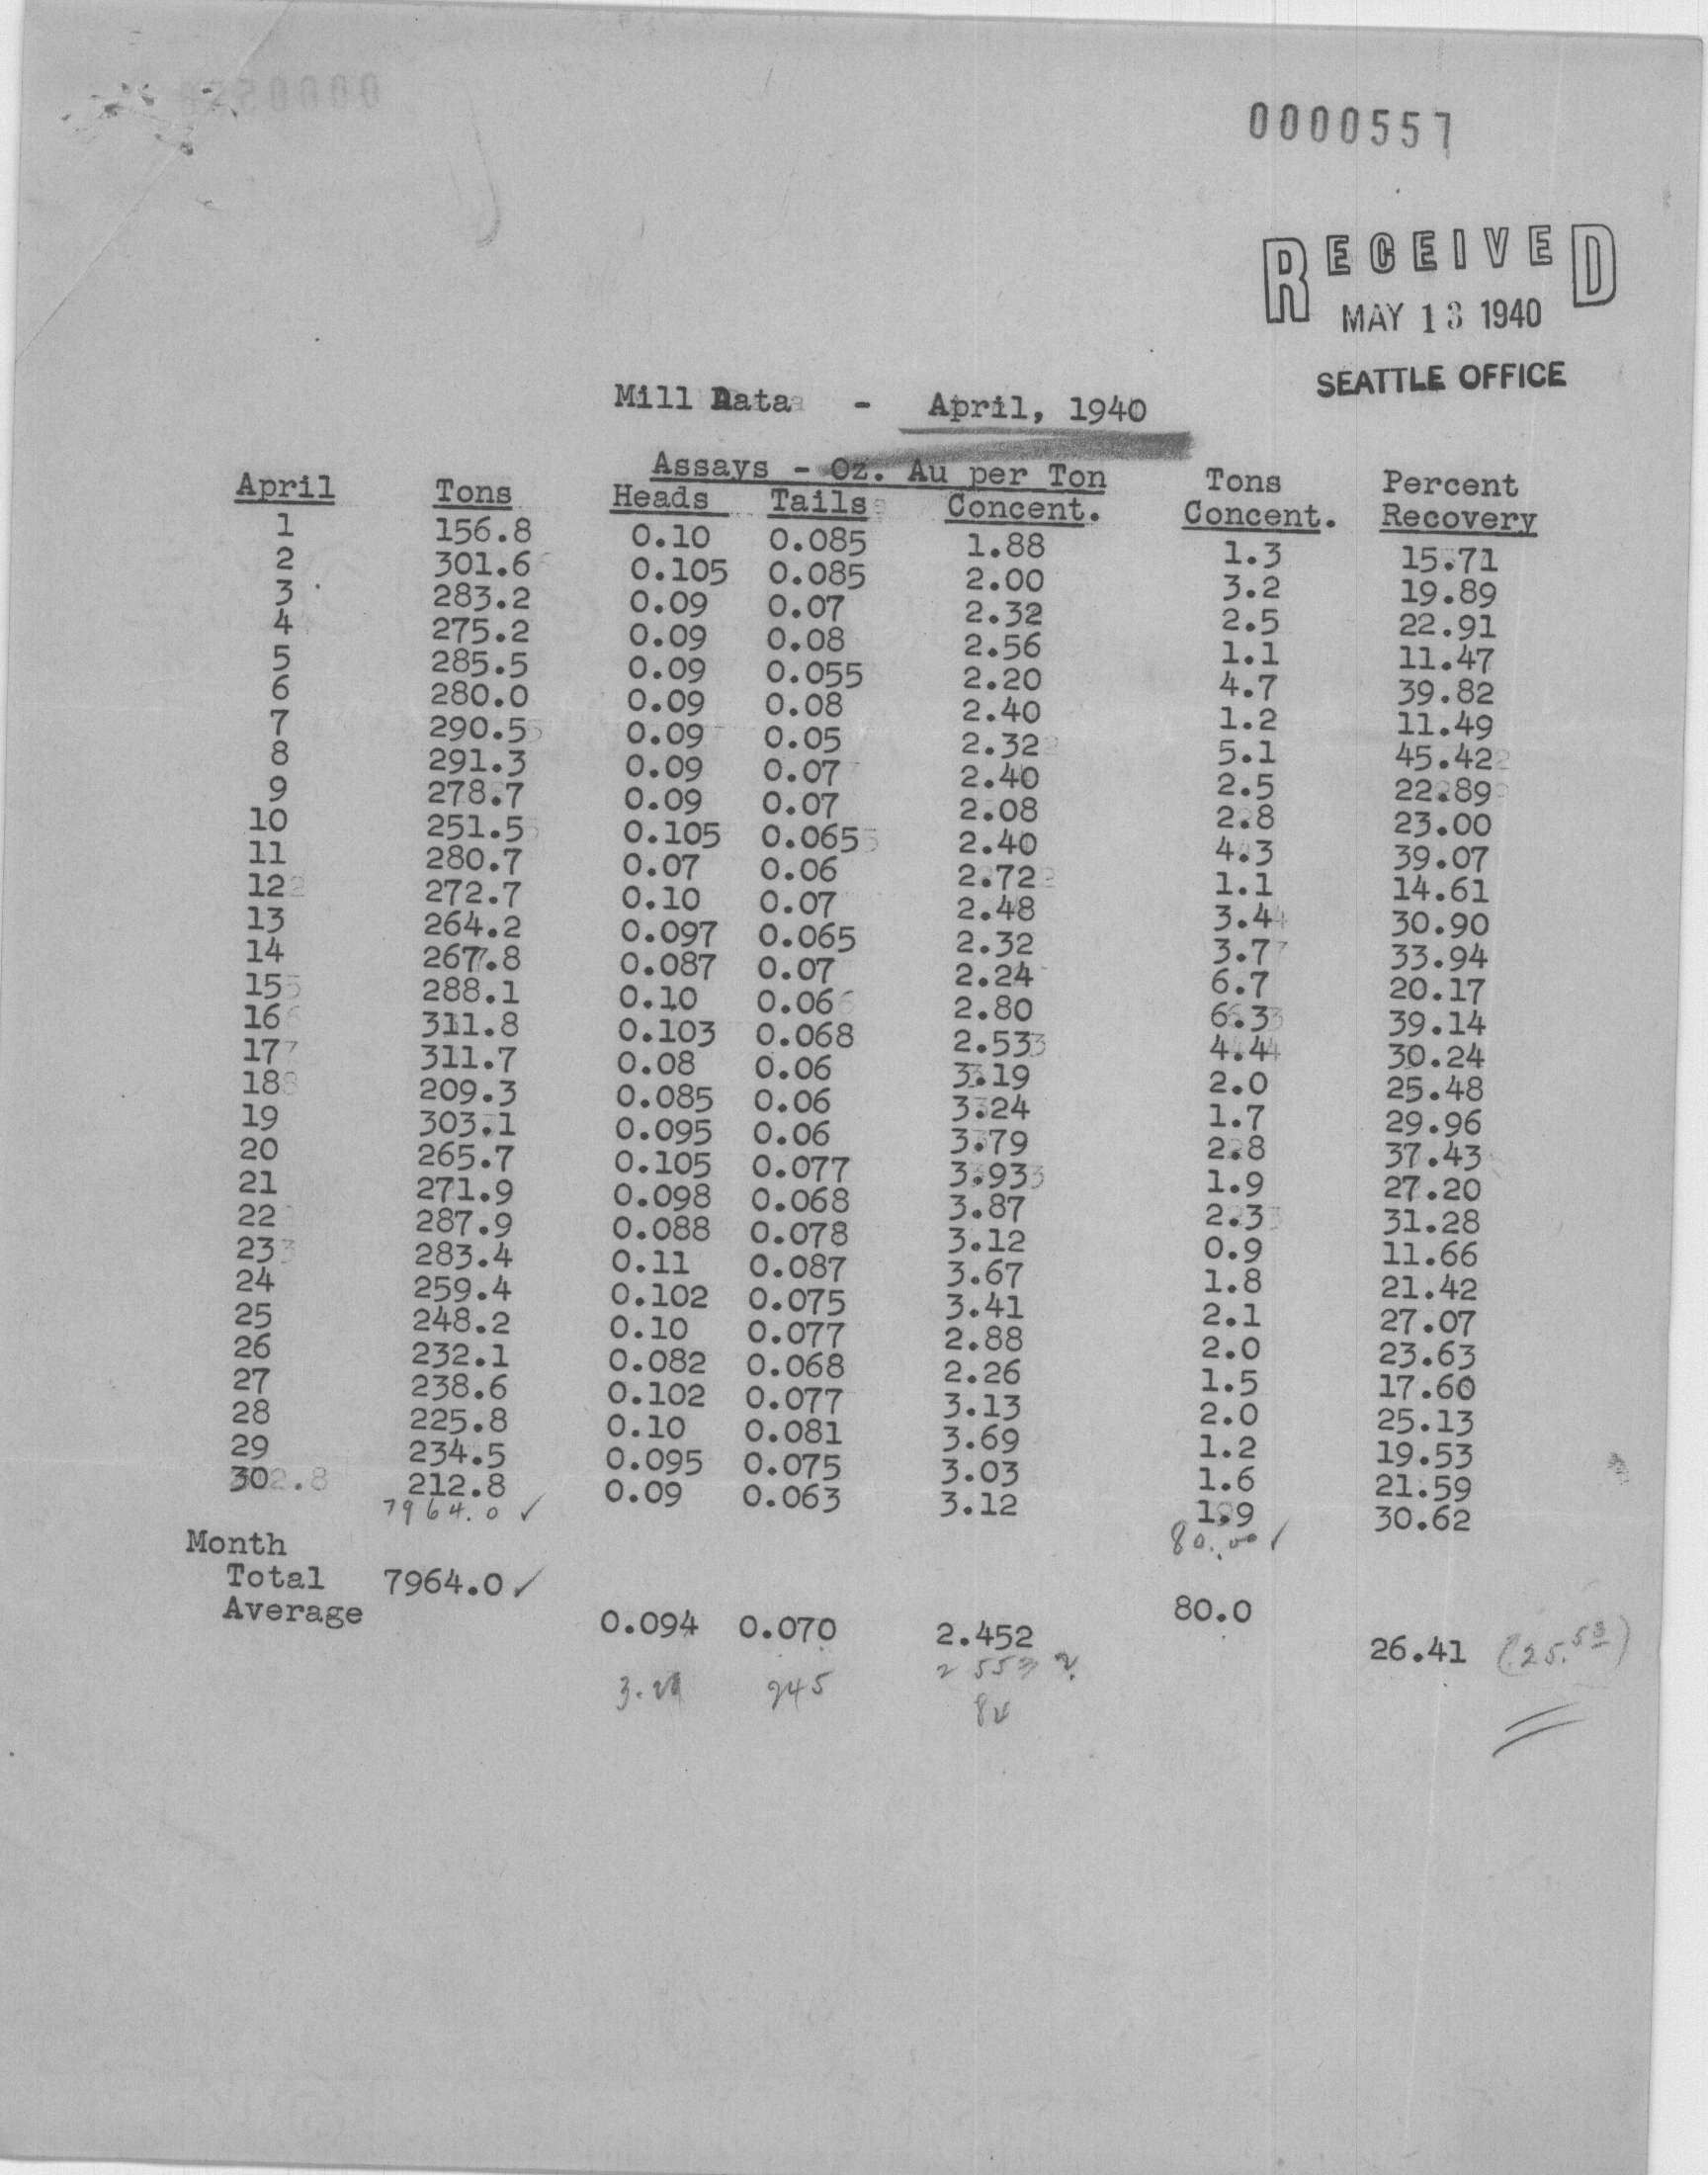 0000557
RECEIVED
MAY 13 1940
SEATTLE OFFICE
Mill Data - April, 1940
Assays - Oz. Au per Ton Tons Percent
April Tons Heads Tails Concent. Concent. Recovery
1 156.8 0.10 0.085 1.88 1.3 15.71
2 301.6 0.105 0.085 2.00 3.2 19.89
3 283.2 0.09 0.07 2.32 2.5 22.91
4 275.2 0.09 0.08 2.56 1.1 11.47
5 285.5 0.09 0.055 2.20 4.7 39.82
6 280.0 0.09 0.08 2.40 1.2 11.49
7 290.5 0.09 0.05 2.32 5.1 45.42
8 291.3 0.09 0.07 2.40 2.5 22.89
9 278.7 0.09 0.07 2.08 2.8 23.00
10 251.5 0.105 0.065 2.40 4.3 39.07
11 280.7 0.07 0.06 2.72 1.1 14.61
12 272.7 0.10 0.07 2.48 3.4 30.90
13 264.2 0.097 0.065 2.32 3.7 33.94
14 267.8 0.087 0.07 2.24 6.7 20.17
15 288.1 0.10 0.06 2.80 6.3 39.14
16 311.8 0.103 0.068 2.53 4.4 30.24
17 311.7 0.08 0.06 3.19 2.0 25.48
18 209.3 0.085 0.06 3.24 1.7 29.96
19 303.1 0.095 0.06 3.79 2.8 37.43
20 265.7 0.105 0.077 3.93 1.9 27.20
21 271.9 0.098 0.068 3.87 2.3 31.28
22 287.9 0.088 0.078 3.12 0.9 11.66
23 283.4 0.11 0.087 3.67 1.8 21.42
24 259.4 0.102 0.075 3.41 2.1 27.07
25 248.2 0.10 0.077 2.88 2.0 23.63
26 232.1 0.082 0.068 2.26 1.5 17.60
27 238.6 0.102 0.077 3.13 2.0 25.13
28 225.8 0.10 0.081 3.69 1.2 19.53
29 234.5 0.095 0.075 3.03 1.6 21.59
30 212.8 0.09 0.063 3.12 1.9 30.62
7964.0 ✓ 80.00 ✓
Month
Total 7964.0 ✓ 80.0
Average 0.094 0.070 2.452 26.41 (25.53)
2553 ?
245